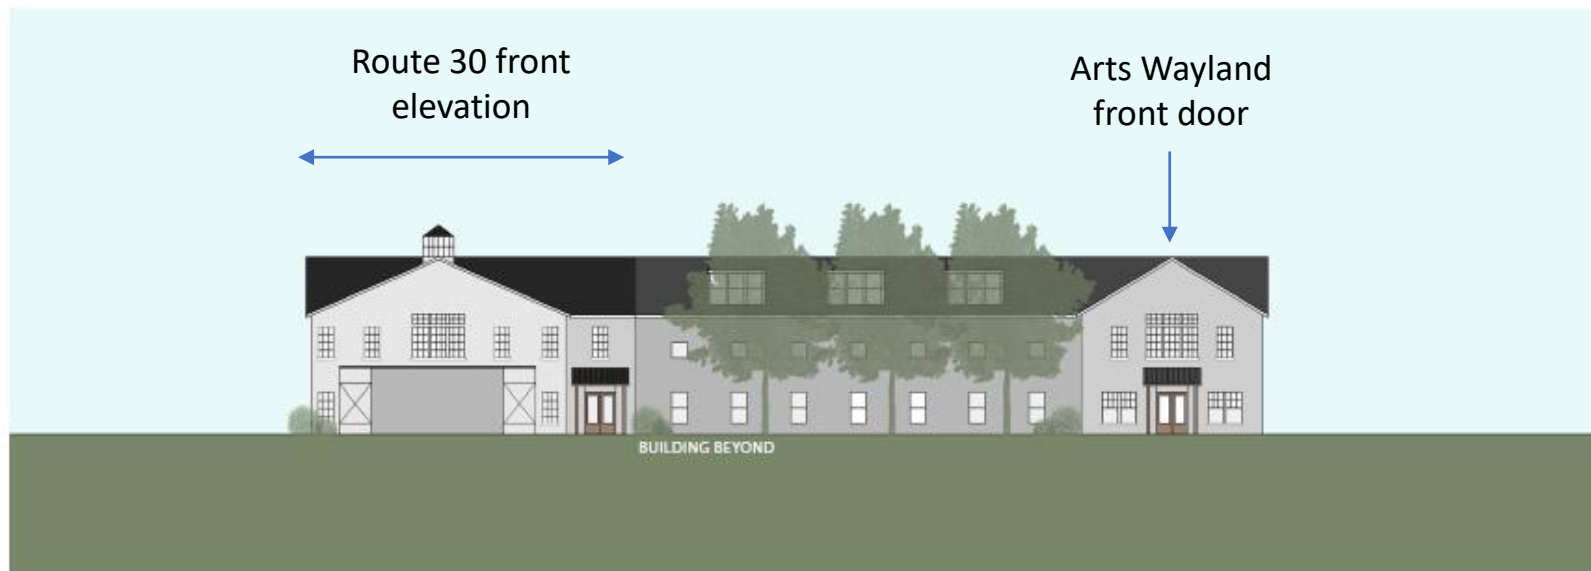 Route 30 front
elevation
Arts Wayland
front door
BUILDING BEYOND